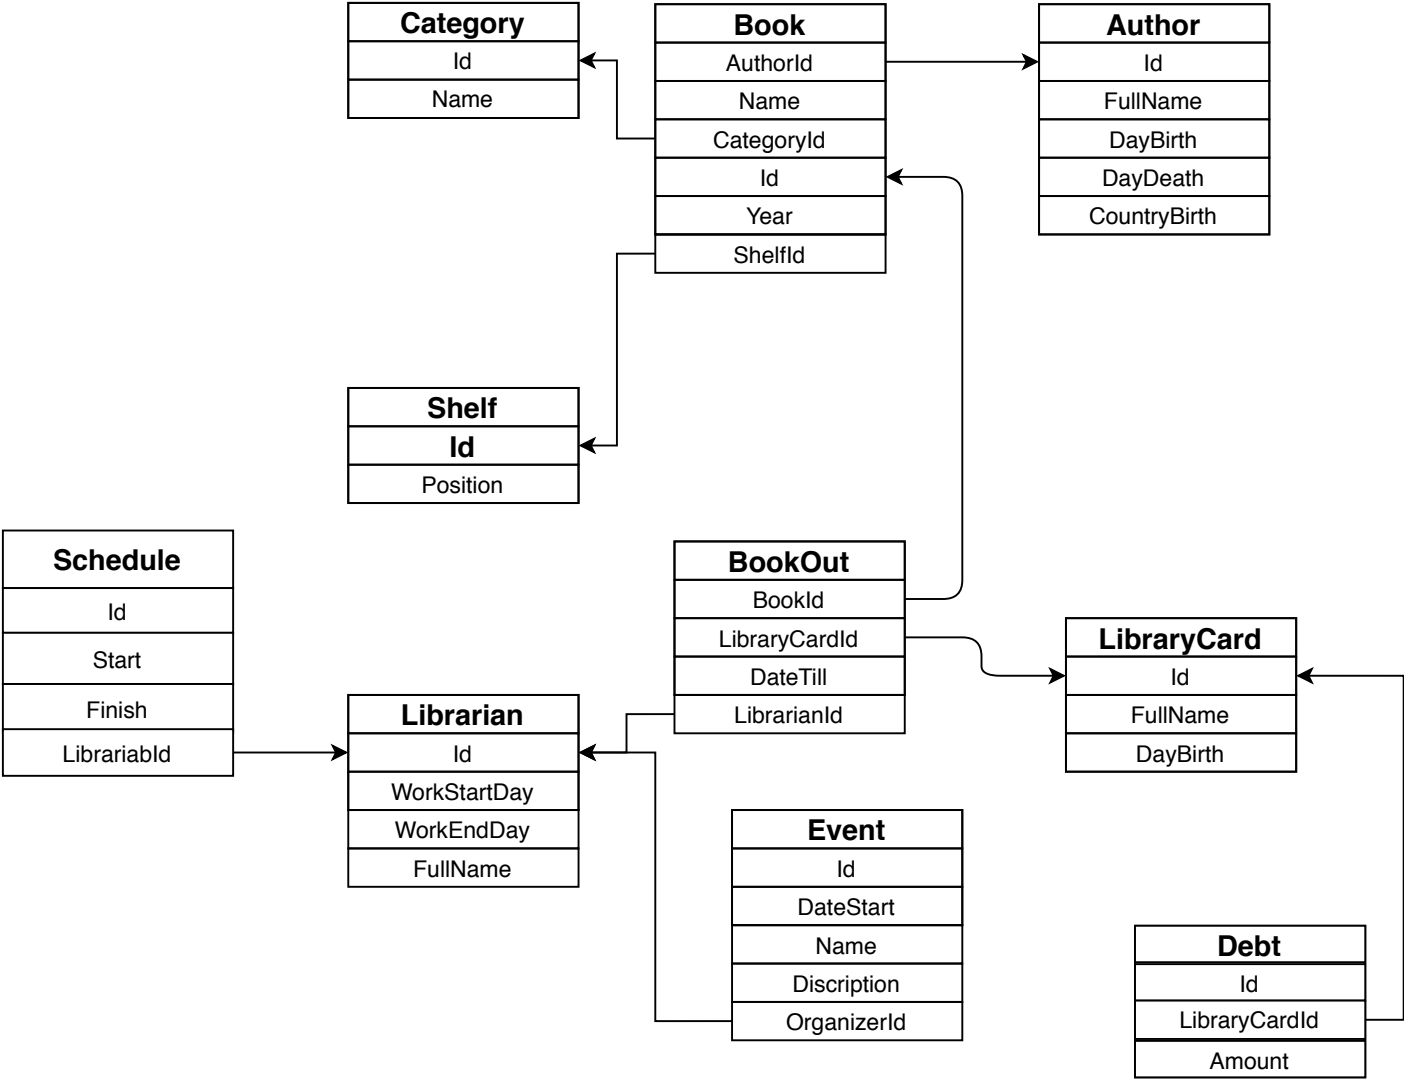 Category
Id
Name
Book
AuthorId
Name
CategoryId
Id
Year
ShelfId
Author
Id
FullName
DayBirth
DayDeath
CountryBirth
Shelf
Id
Position
Schedule
Id
Start
Finish
LibrariabId
Librarian
Id
WorkStartDay
WorkEndDay
FullName
BookOut
BookId
LibraryCardId
DateTill
LibrarianId
LibraryCard
Id
FullName
DayBirth
Event
Id
DateStart
Name
Discription
OrganizerId
Debt
Id
LibraryCardId
Amount